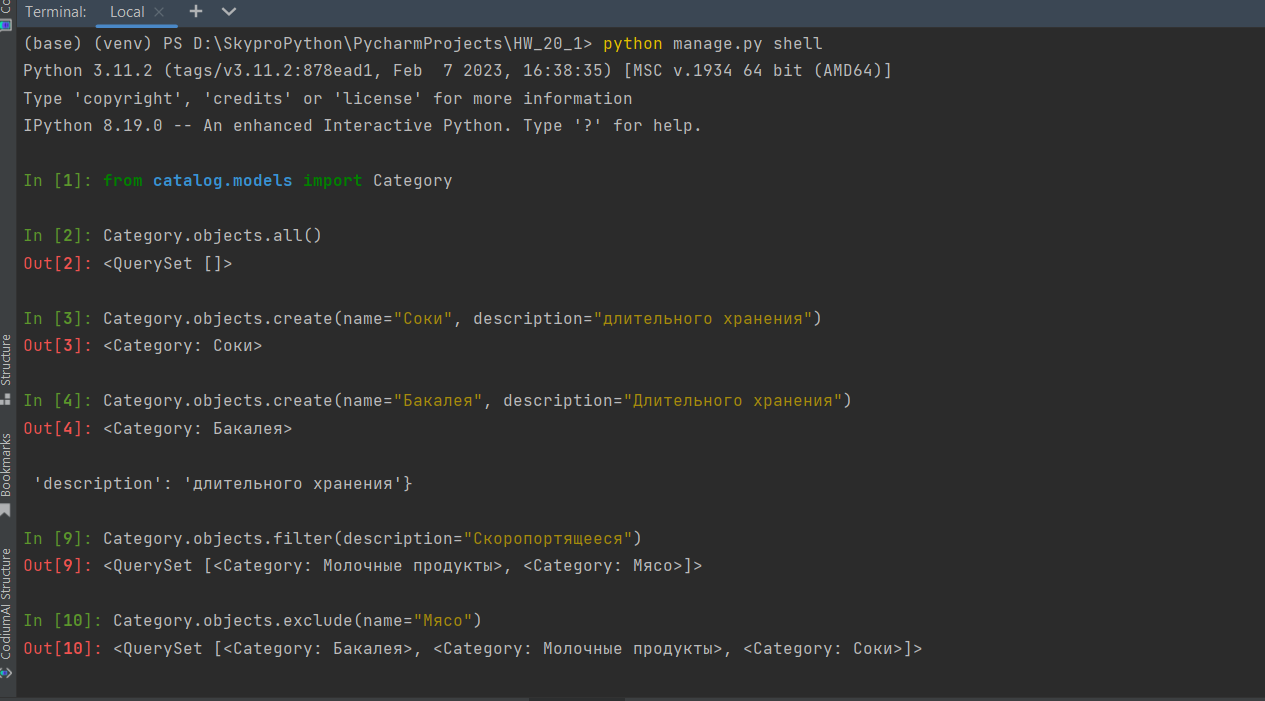 Terminal: Local
(base) (venv) PS D:\SkyproPython\PycharmProjects\HW_20_1> python manage.py shell
Python 3.11.2 (tags/v3.11.2:878ead1, Feb  7 2023, 16:38:35) [MSC v.1934 64 bit (AMD64)]
Type 'copyright', 'credits' or 'license' for more information
IPython 8.19.0 -- An enhanced Interactive Python. Type '?' for help.
In [1]: from catalog.models import Category
In [2]: Category.objects.all()
Out[2]: <QuerySet []>
In [3]: Category.objects.create(name="Соки", description="длительного хранения")
Out[3]: <Category: Соки>
In [4]: Category.objects.create(name="Бакалея", description="Длительного хранения")
Out[4]: <Category: Бакалея>
'description': 'длительного хранения'}
In [9]: Category.objects.filter(description="Скоропортящееся")
Out[9]: <QuerySet [<Category: Молочные продукты>, <Category: Мясо>]>
In [10]: Category.objects.exclude(name="Мясо")
Out[10]: <QuerySet [<Category: Бакалея>, <Category: Молочные продукты>, <Category: Соки>]>
Structure
Bookmarks
CodiumAI Structure